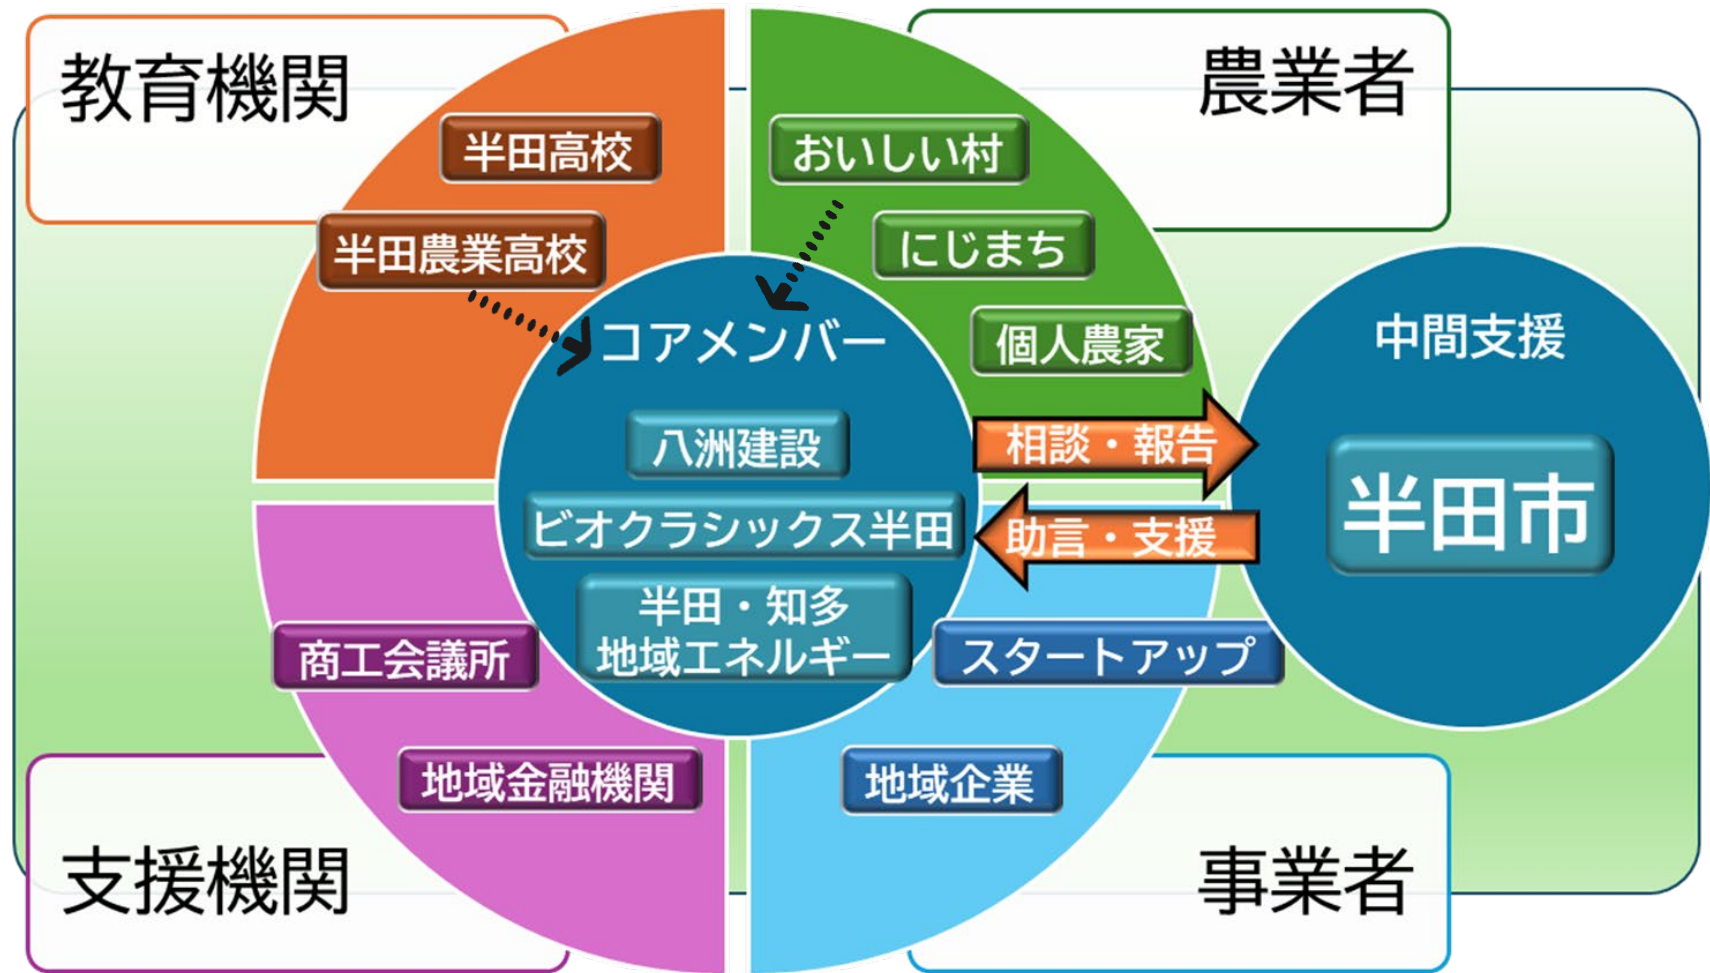 教育機関
農業者
半田高校
半田農業高校
おいしい村
にじまち
個人農家
コアメンバー
八洲建設
ビオクラシックス半田
半田・知多
地域エネルギー
相談・報告
助言・支援
中間支援
半田市
商工会議所
地域金融機関
スタートアップ
地域企業
支援機関
事業者